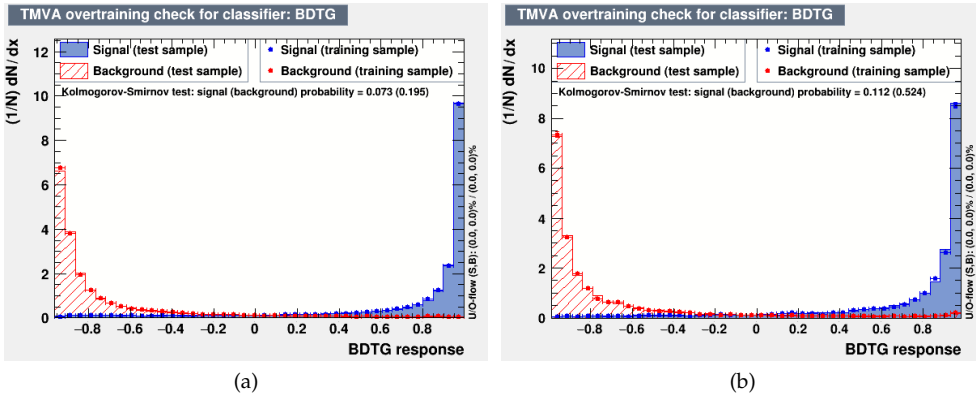 TMVA overtraining check for classifier: BDTG
Signal (test sample)
Background (test sample)
Signal (training sample)
Background (training sample)
Kolmogorov-Smirnov test: signal (background) probability = 0.073 (0.195)
(1/N) dN / dx
12
10
8
6
4
2
0
−0.8 −0.6 −0.4 −0.2 0 0.2 0.4 0.6 0.8
BDTG response
U/O-flow (S,B): (0.0, 0.0)% / (0.0, 0.0)%
(a)
TMVA overtraining check for classifier: BDTG
Signal (test sample)
Background (test sample)
Signal (training sample)
Background (training sample)
Kolmogorov-Smirnov test: signal (background) probability = 0.112 (0.524)
(1/N) dN / dx
10
8
6
4
2
0
−0.8 −0.6 −0.4 −0.2 0 0.2 0.4 0.6 0.8
BDTG response
U/O-flow (S,B): (0.0, 0.0)% / (0.0, 0.0)%
(b)